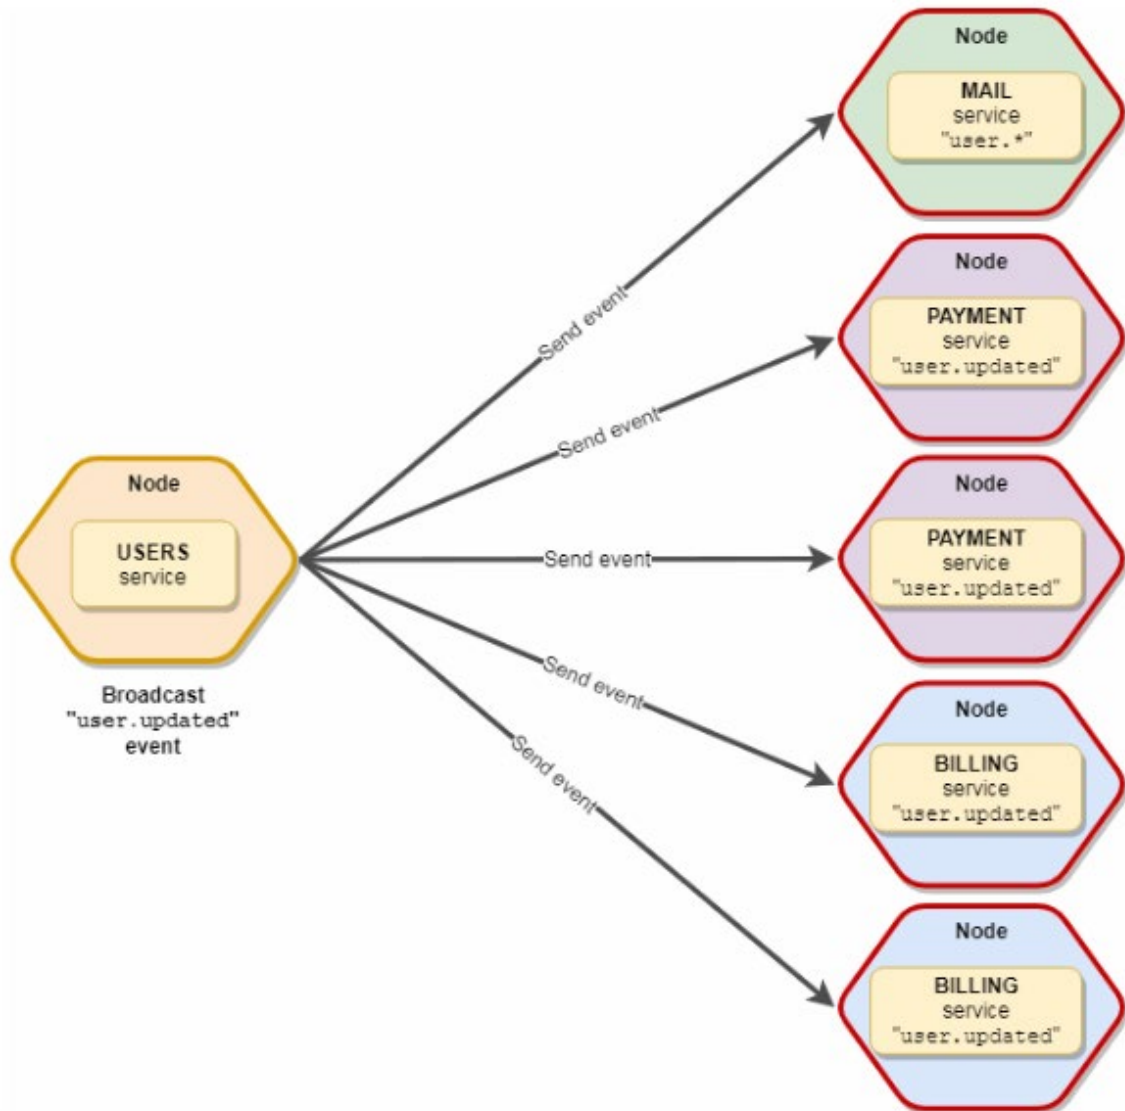 Node
MAIL
service
"user.*"
Send event
Node
PAYMENT
service
"user.updated"
Send event
Node
USERS
service
Broadcast
"user.updated"
event
Send event
Node
PAYMENT
service
"user.updated"
Send event
Node
BILLING
service
"user.updated"
Send event
Node
BILLING
service
"user.updated"